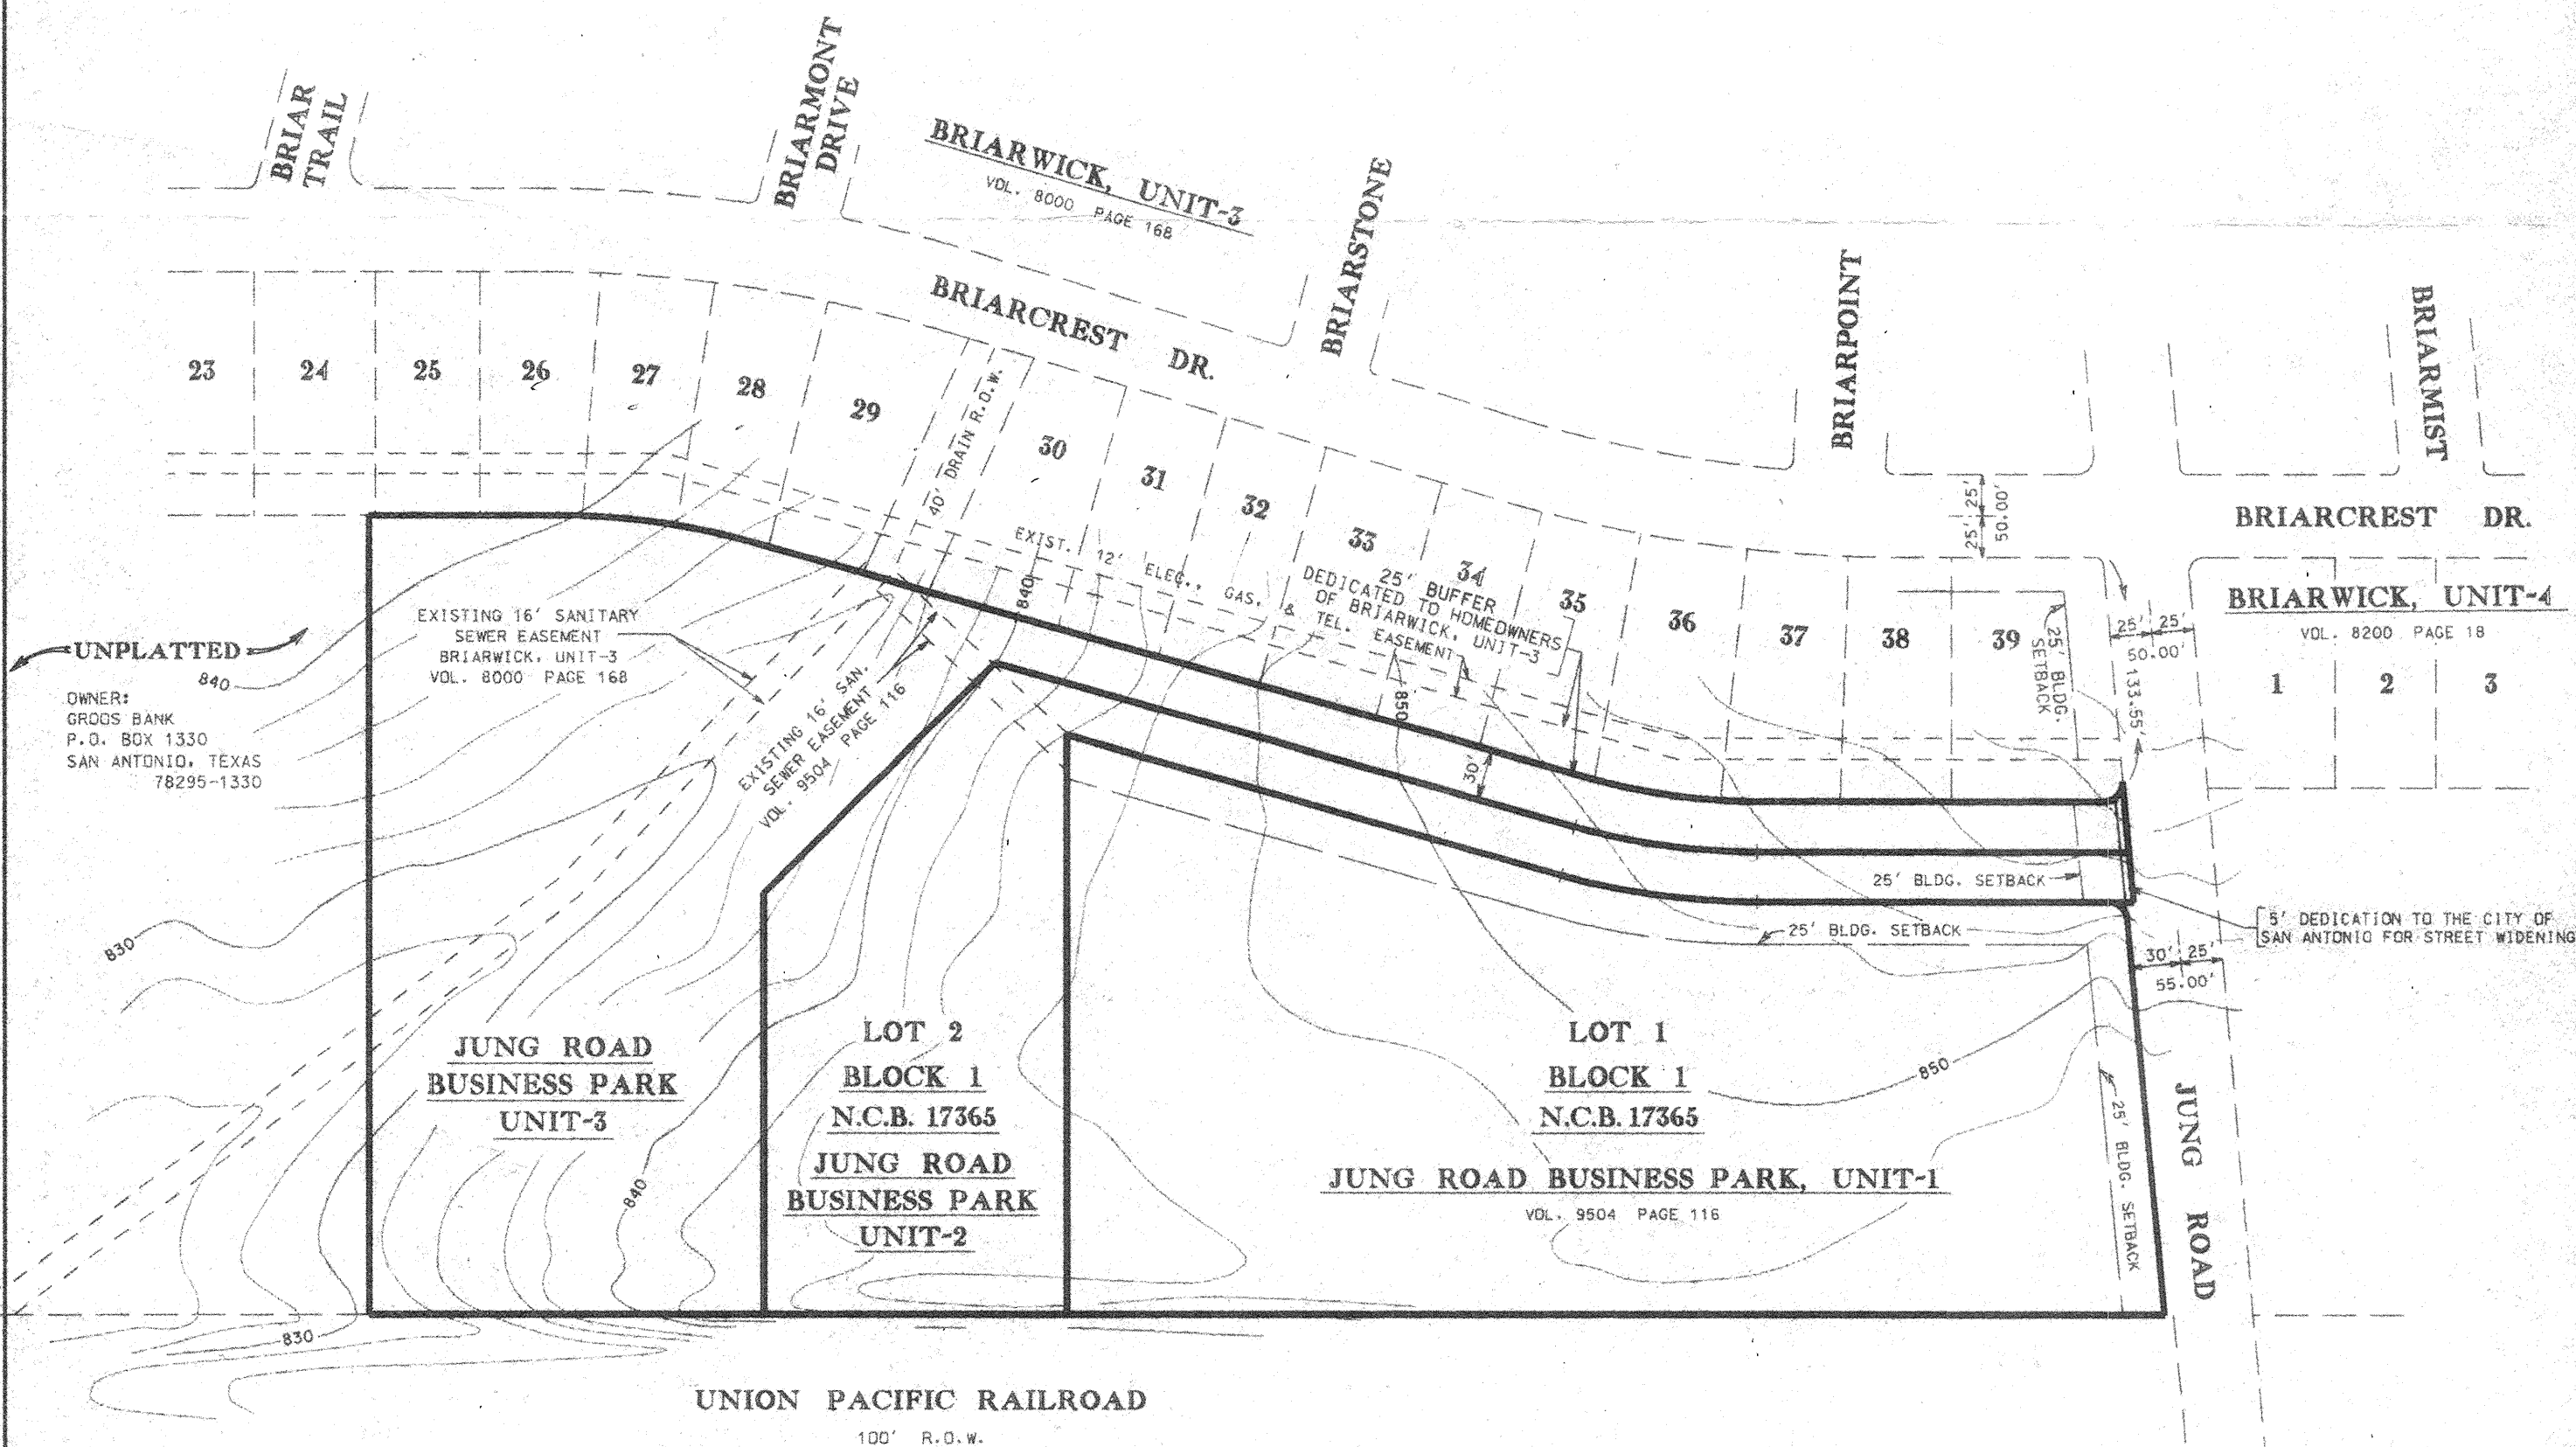 BRIAR
TRAIL
BRIARMONT
DRIVE
BRIARWICK, UNIT-3
VOL. 8000 PAGE 168
BRIARSTONE
BRIARPOINT
BRIARMIST
BRIARCREST DR.
23
24
25
26
27
28
29
40' DRAIN R.O.W.
30
31
32
33
34
35
36
37
38
39
25' 25'
50.00'
BRIARCREST DR.
BRIARWICK, UNIT-4
VOL. 8200 PAGE 18
1
2
3
25' 25'
50.00'
133.55'
25' BLDG.
SETBACK
EXIST. 12' ELEC., GAS. &
TEL. EASEMENT
25' BUFFER
DEDICATED TO HOMEOWNERS
OF BRIARWICK, UNIT-3
840
850
30'
EXISTING 16' SANITARY
SEWER EASEMENT
BRIARWICK, UNIT-3
VOL. 8000 PAGE 168
UNPLATTED
840
OWNER:
GROOS BANK
P.O. BOX 1330
SAN ANTONIO, TEXAS
78295-1330
EXISTING 16' SAN.
SEWER EASEMENT
VOL. 9504 PAGE 116
25' BLDG. SETBACK
25' BLDG. SETBACK
5' DEDICATION TO THE CITY OF
SAN ANTONIO FOR STREET WIDENING
30' 25'
55.00'
830
JUNG ROAD
BUSINESS PARK
UNIT-3
LOT 2
BLOCK 1
N.C.B. 17365
JUNG ROAD
BUSINESS PARK
UNIT-2
LOT 1
BLOCK 1
N.C.B. 17365
JUNG ROAD BUSINESS PARK, UNIT-1
VOL. 9504 PAGE 116
850
840
25' BLDG. SETBACK
JUNG ROAD
830
UNION PACIFIC RAILROAD
100' R.O.W.